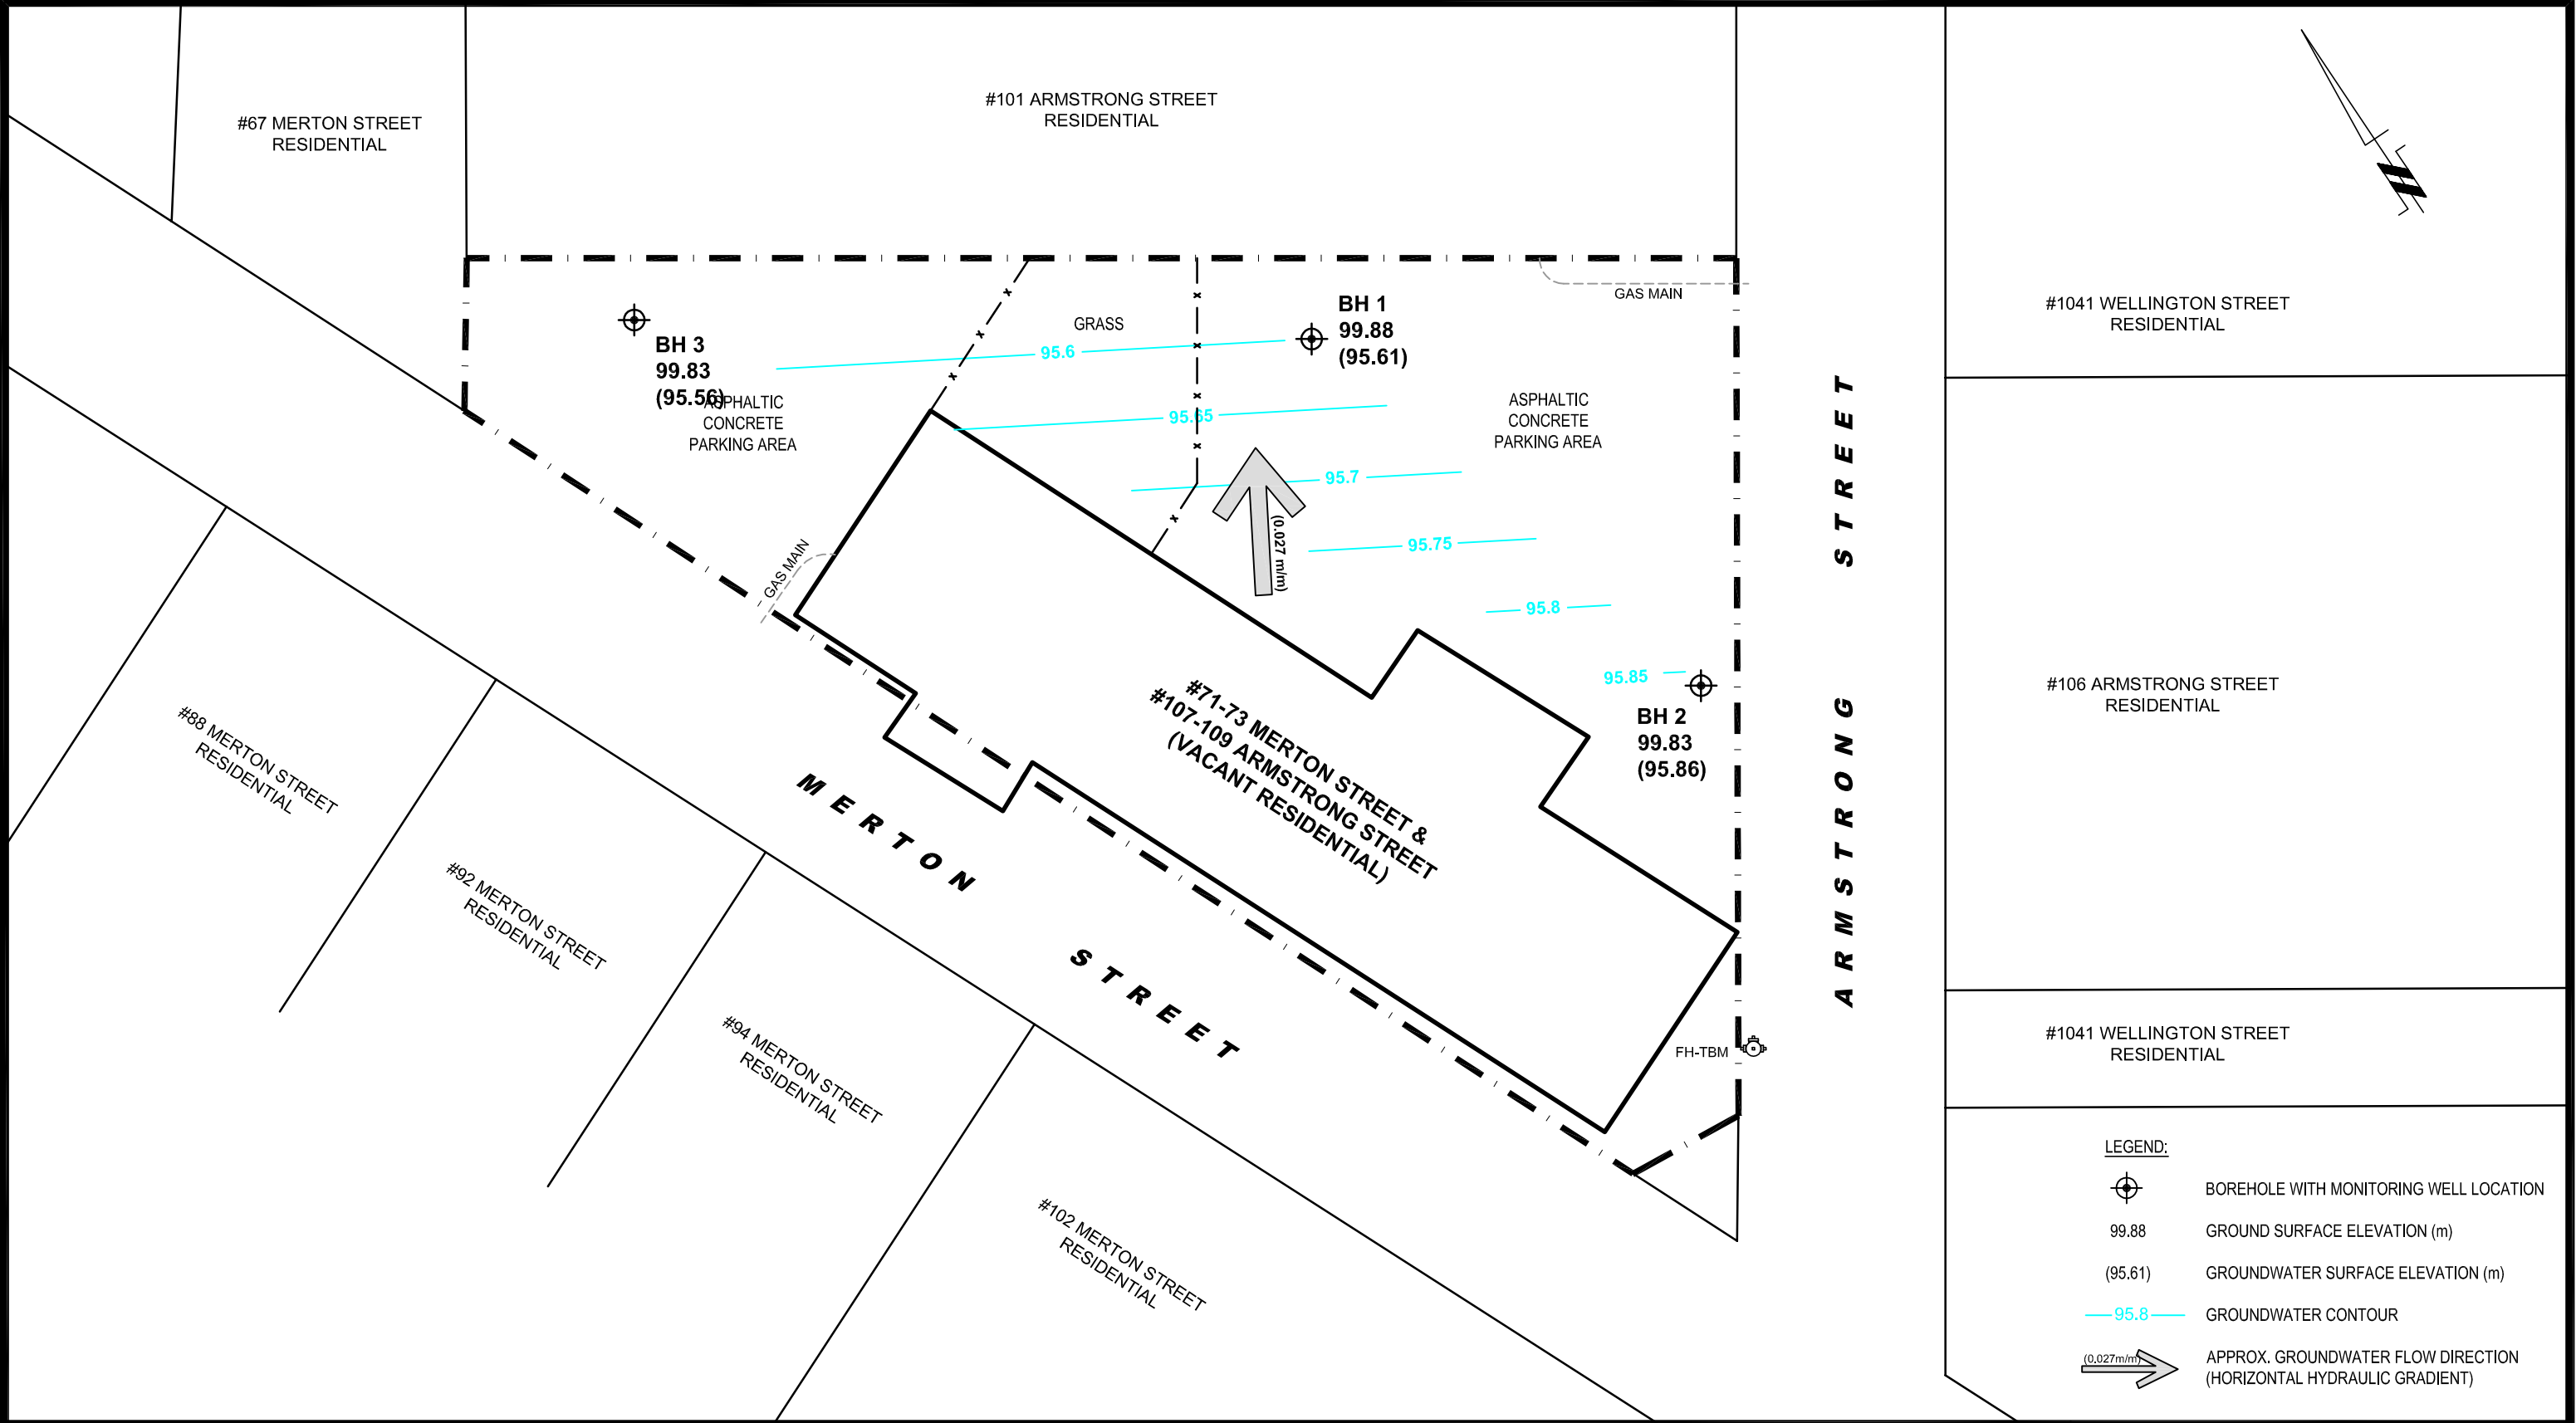 #67 MERTON STREET
RESIDENTIAL
#101 ARMSTRONG STREET
RESIDENTIAL
#1041 WELLINGTON STREET
RESIDENTIAL
GAS MAIN
BH 1
99.88
(95.61)
GRASS
BH 3
99.83
(95.56)
ASPHALTIC
CONCRETE
PARKING AREA
95.6
95.65
95.7
95.75
95.8
95.85
ASPHALTIC
CONCRETE
PARKING AREA
(0.027 m/m)
GAS MAIN
BH 2
99.83
(95.86)
#71-73 MERTON STREET &
#107-109 ARMSTRONG STREET
(VACANT RESIDENTIAL)
ARMSTRONG STREET
MERTON STREET
#106 ARMSTRONG STREET
RESIDENTIAL
#88 MERTON STREET
RESIDENTIAL
#92 MERTON STREET
RESIDENTIAL
#94 MERTON STREET
RESIDENTIAL
#102 MERTON STREET
RESIDENTIAL
FH-TBM
#1041 WELLINGTON STREET
RESIDENTIAL
LEGEND:
BOREHOLE WITH MONITORING WELL LOCATION
99.88 GROUND SURFACE ELEVATION (m)
(95.61) GROUNDWATER SURFACE ELEVATION (m)
95.8 GROUNDWATER CONTOUR
(0.027m/m) APPROX. GROUNDWATER FLOW DIRECTION
(HORIZONTAL HYDRAULIC GRADIENT)